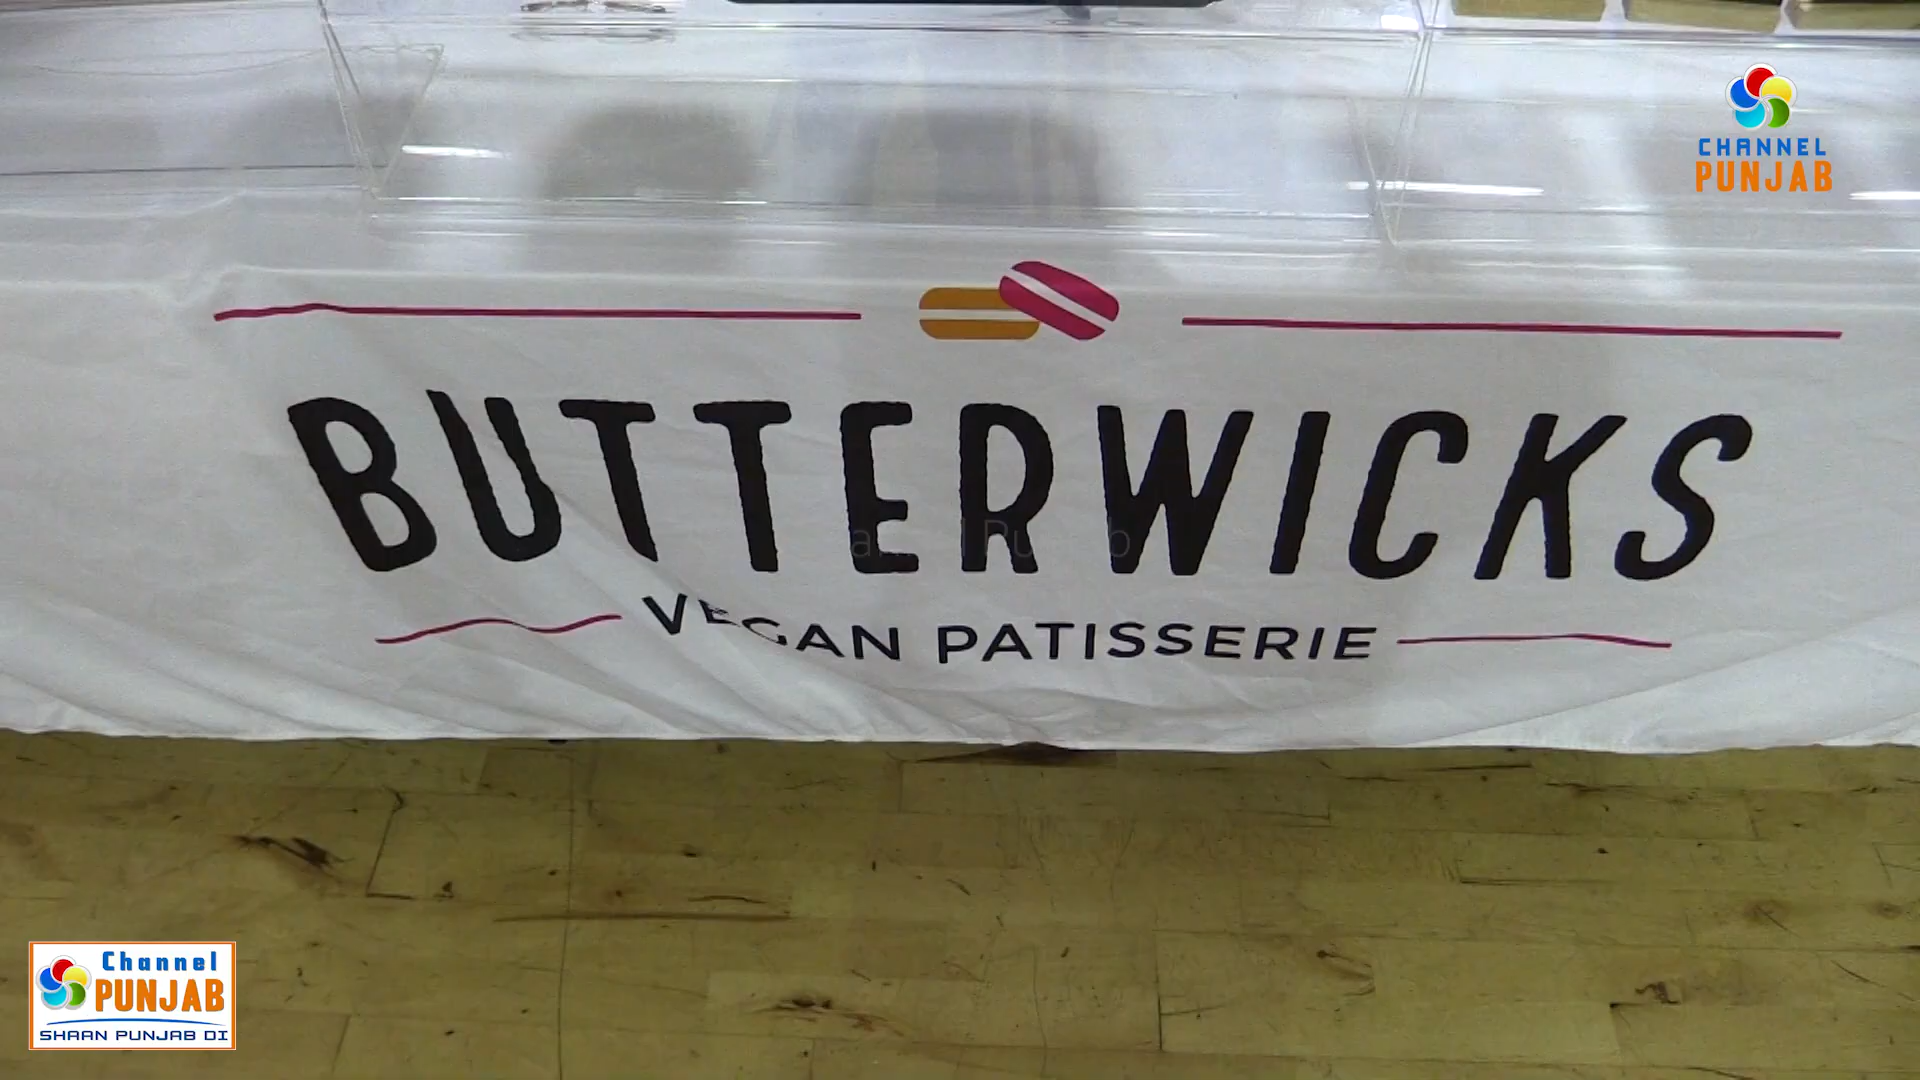 CHANNEL
PUNJAB
BUTTERWICKS
VEGAN PATISSERIE
Channel
PUNJAB
SHAAN PUNJAB DI